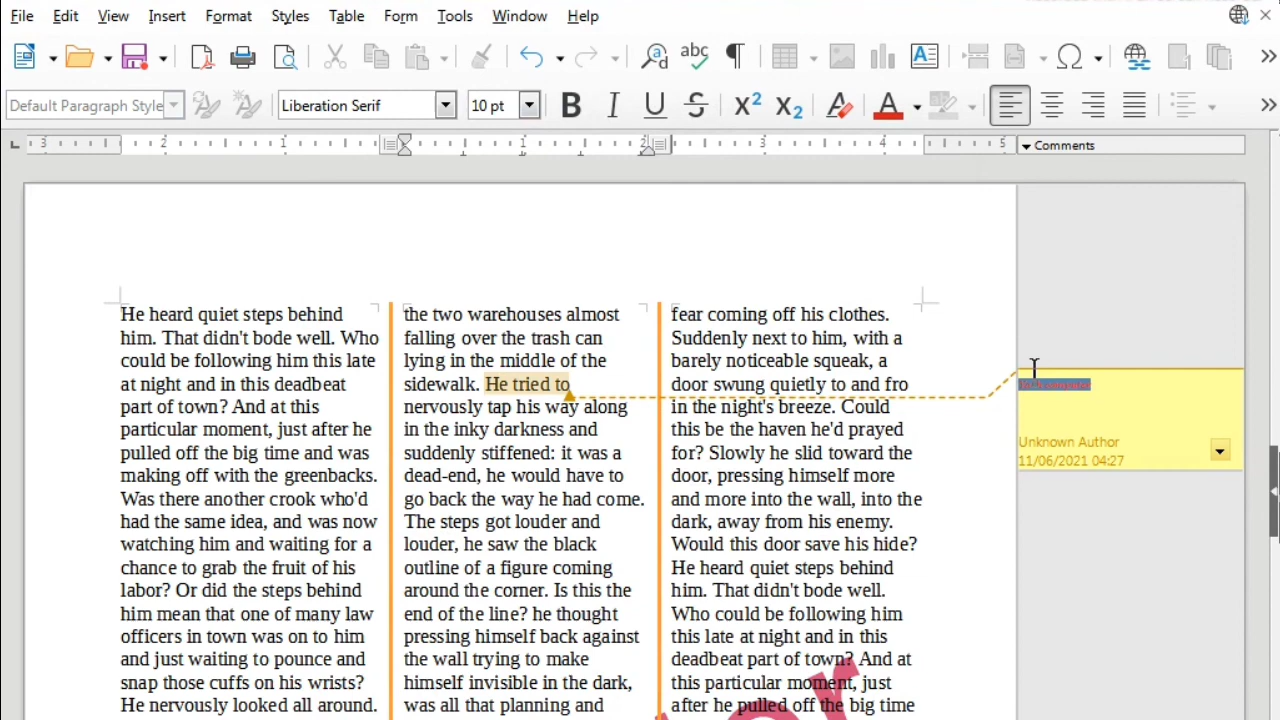 File Edit View Insert Format Styles Table Form Tools Window Help
abc
Default Paragraph Style Liberation Serif 10 pt B I U S X2 X2 A
3 2 1 1 2 3 4 5 Comments
He heard quiet steps behind
him. That didn't bode well. Who
could be following him this late
at night and in this deadbeat
part of town? And at this
particular moment, just after he
pulled off the big time and was
making off with the greenbacks.
Was there another crook who'd
had the same idea, and was now
watching him and waiting for a
chance to grab the fruit of his
labor? Or did the steps behind
him mean that one of many law
officers in town was on to him
and just waiting to pounce and
snap those cuffs on his wrists?
He nervously looked all around.
the two warehouses almost
falling over the trash can
lying in the middle of the
sidewalk. He tried to
nervously tap his way along
in the inky darkness and
suddenly stiffened: it was a
dead-end, he would have to
go back the way he had come.
The steps got louder and
louder, he saw the black
outline of a figure coming
around the corner. Is this the
end of the line? he thought
pressing himself back against
the wall trying to make
himself invisible in the dark,
was all that planning and
fear coming off his clothes.
Suddenly next to him, with a
barely noticeable squeak, a
door swung quietly to and fro
in the night's breeze. Could
this be the haven he'd prayed
for? Slowly he slid toward the
door, pressing himself more
and more into the wall, into the
dark, away from his enemy.
Would this door save his hide?
He heard quiet steps behind
him. That didn't bode well.
Who could be following him
this late at night and in this
deadbeat part of town? And at
this particular moment, just
after he pulled off the big time
Unknown Author
11/06/2021 04:27